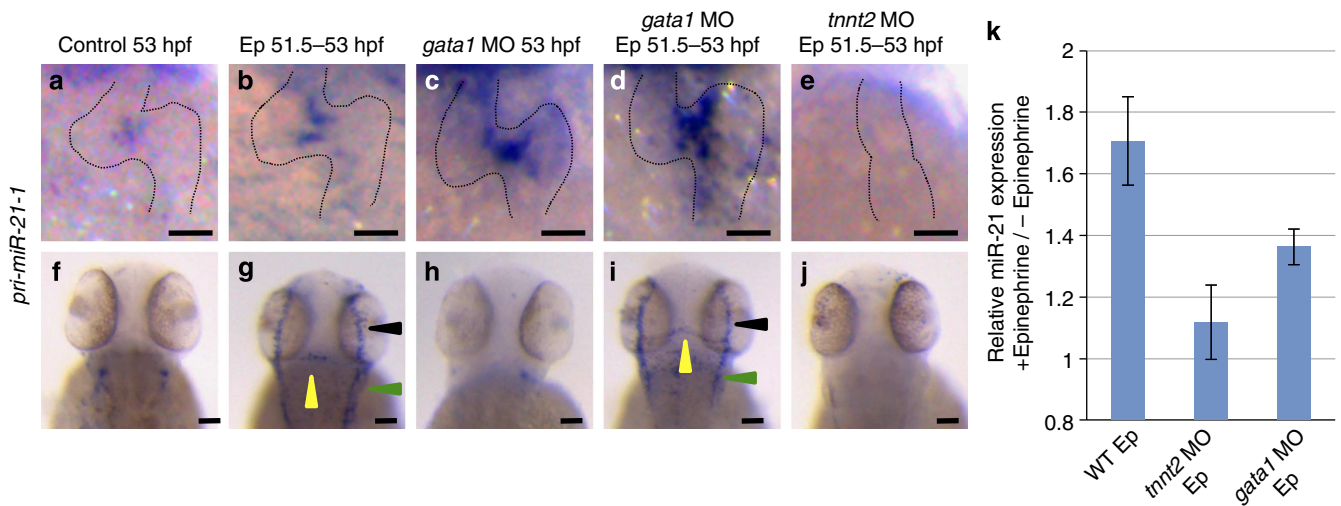 gata1 MO
tnnt2 MO
Control 53 hpf
Ep 51.5–53 hpf
gata1 MO 53 hpf
Ep 51.5–53 hpf
Ep 51.5–53 hpf
k
a
b
c
d
e
pri-miR-21-1
f
g
h
i
j
Relative miR-21 expression
+Epinephrine / − Epinephrine
2
1.8
1.6
1.4
1.2
1
0.8
WT Ep
tnnt2 MO
Ep
gata1 MO
Ep